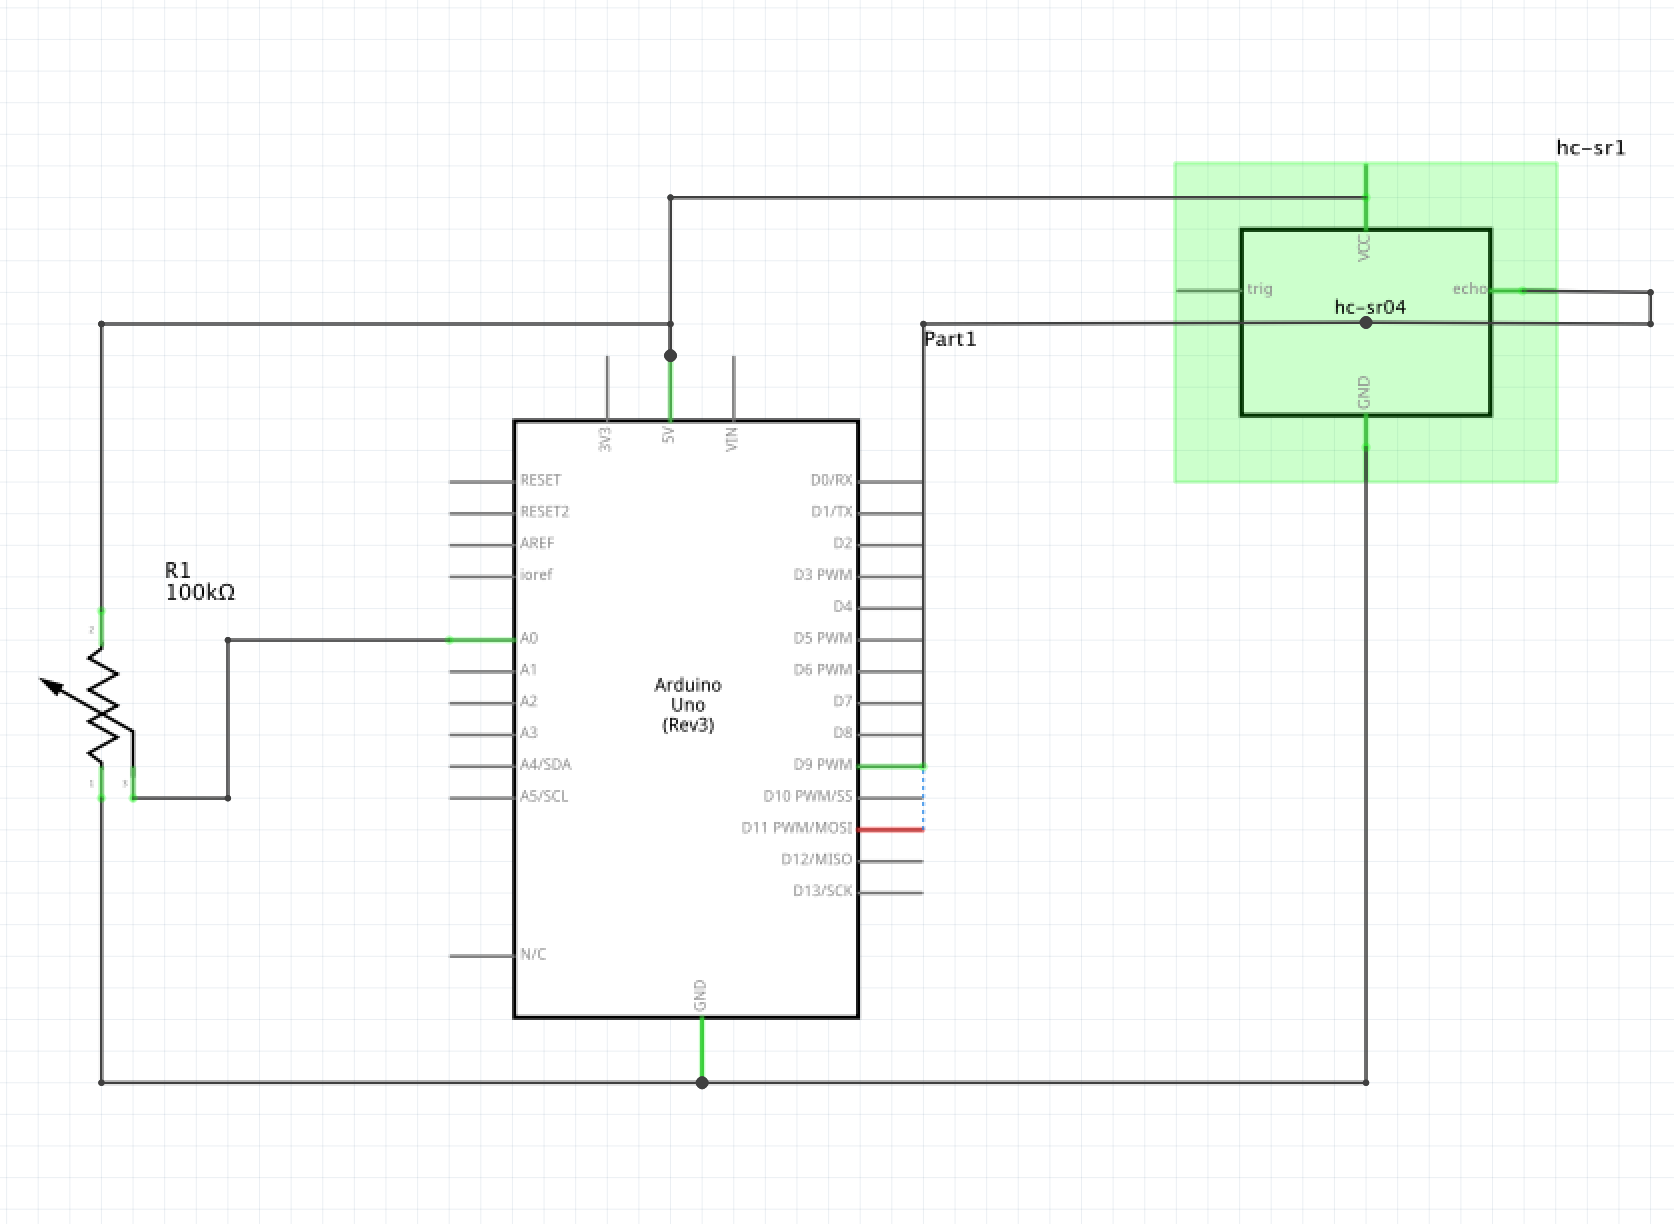 hc-sr1
VCC
trig
echo
hc-sr04
Part1
GND
3V3
5V
VIN
RESET
D0/RX
RESET2
D1/TX
AREF
D2
ioref
D3 PWM
R1
100kΩ
D4
2
A0
D5 PWM
A1
D6 PWM
Arduino
Uno
(Rev3)
A2
D7
A3
D8
A4/SDA
D9 PWM
1
3
A5/SCL
D10 PWM/SS
D11 PWM/MOSI
D12/MISO
D13/SCK
N/C
GND